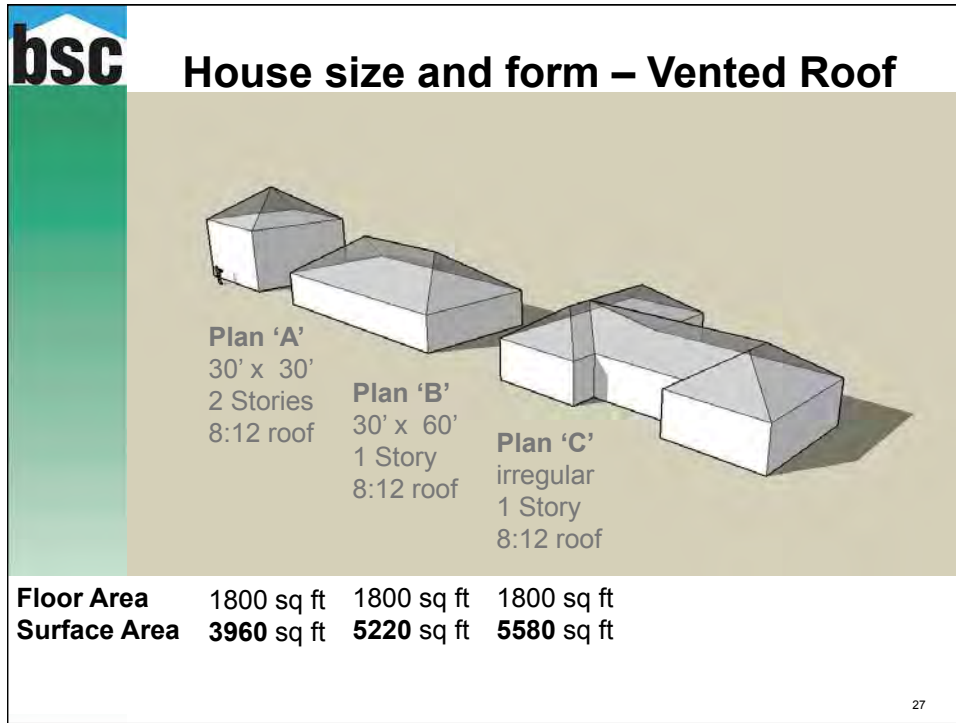 bsc
House size and form – Vented Roof
Plan ‘A’
30’ x 30’
2 Stories
8:12 roof
Plan ‘B’
30’ x 60’
1 Story
8:12 roof
Plan ‘C’
irregular
1 Story
8:12 roof
Floor Area 1800 sq ft 1800 sq ft 1800 sq ft
Surface Area 3960 sq ft 5220 sq ft 5580 sq ft
27